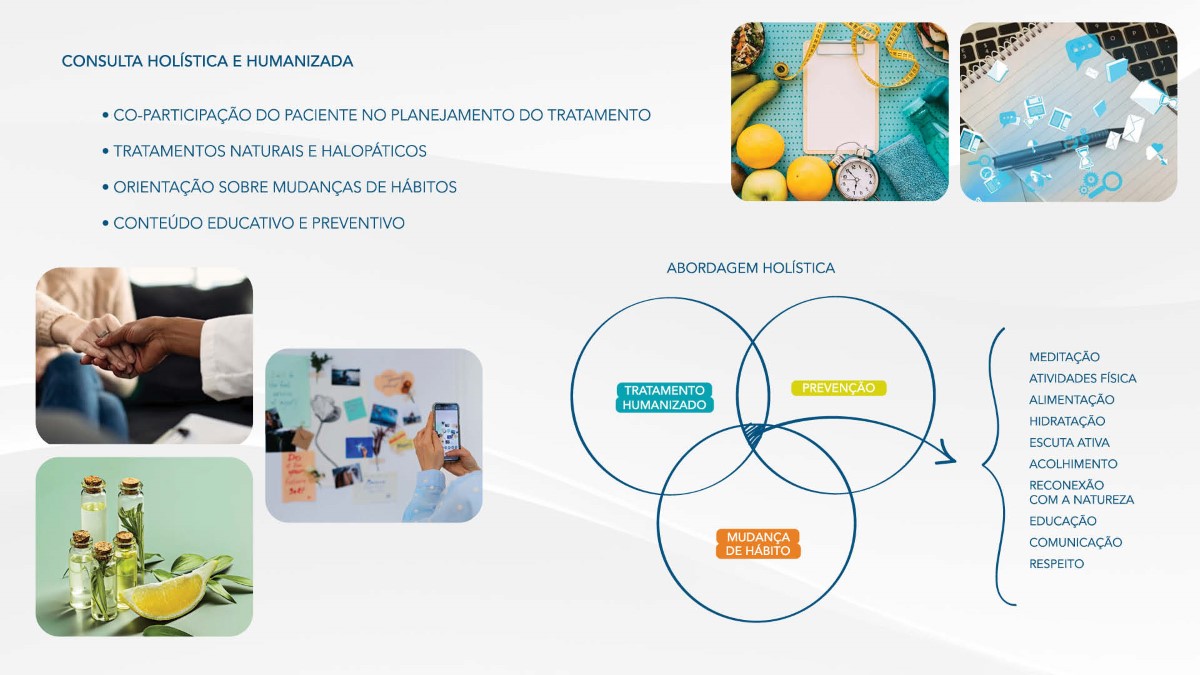 CONSULTA HOLÍSTICA E HUMANIZADA
• CO-PARTICIPAÇÃO DO PACIENTE NO PLANEJAMENTO DO TRATAMENTO
• TRATAMENTOS NATURAIS E HALOPÁTICOS
• ORIENTAÇÃO SOBRE MUDANÇAS DE HÁBITOS
• CONTEÚDO EDUCATIVO E PREVENTIVO
ABORDAGEM HOLÍSTICA
TRATAMENTO
HUMANIZADO
PREVENÇÃO
MUDANÇA
DE HÁBITO
MEDITAÇÃO
ATIVIDADES FÍSICA
ALIMENTAÇÃO
HIDRATAÇÃO
ESCUTA ATIVA
ACOLHIMENTO
RECONEXÃO
COM A NATUREZA
EDUCAÇÃO
COMUNICAÇÃO
RESPEITO